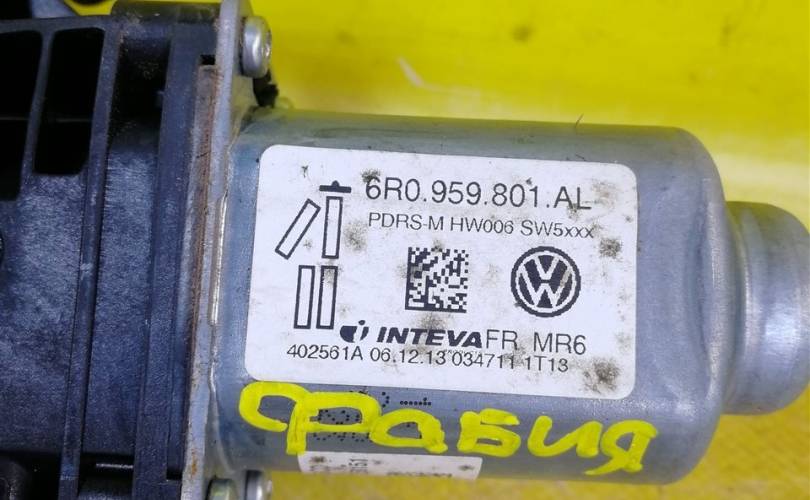 6R0.959.801.AL
PDRS-M HW006 SW5xxx
INTEVA FR MR6
402561A 06.12.13 034711 1T13
Фабия